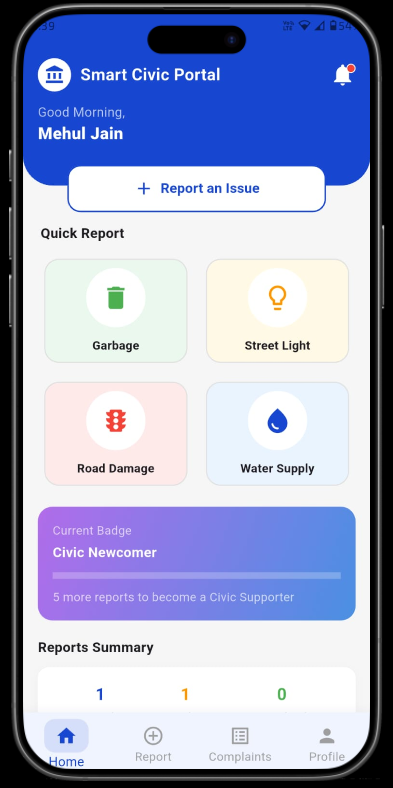 :39
54
Smart Civic Portal
Good Morning,
Mehul Jain
Report an Issue
Quick Report
Garbage
Street Light
Road Damage
Water Supply
Current Badge
Civic Newcomer
5 more reports to become a Civic Supporter
Reports Summary
1 1 0
Home Report Complaints Profile